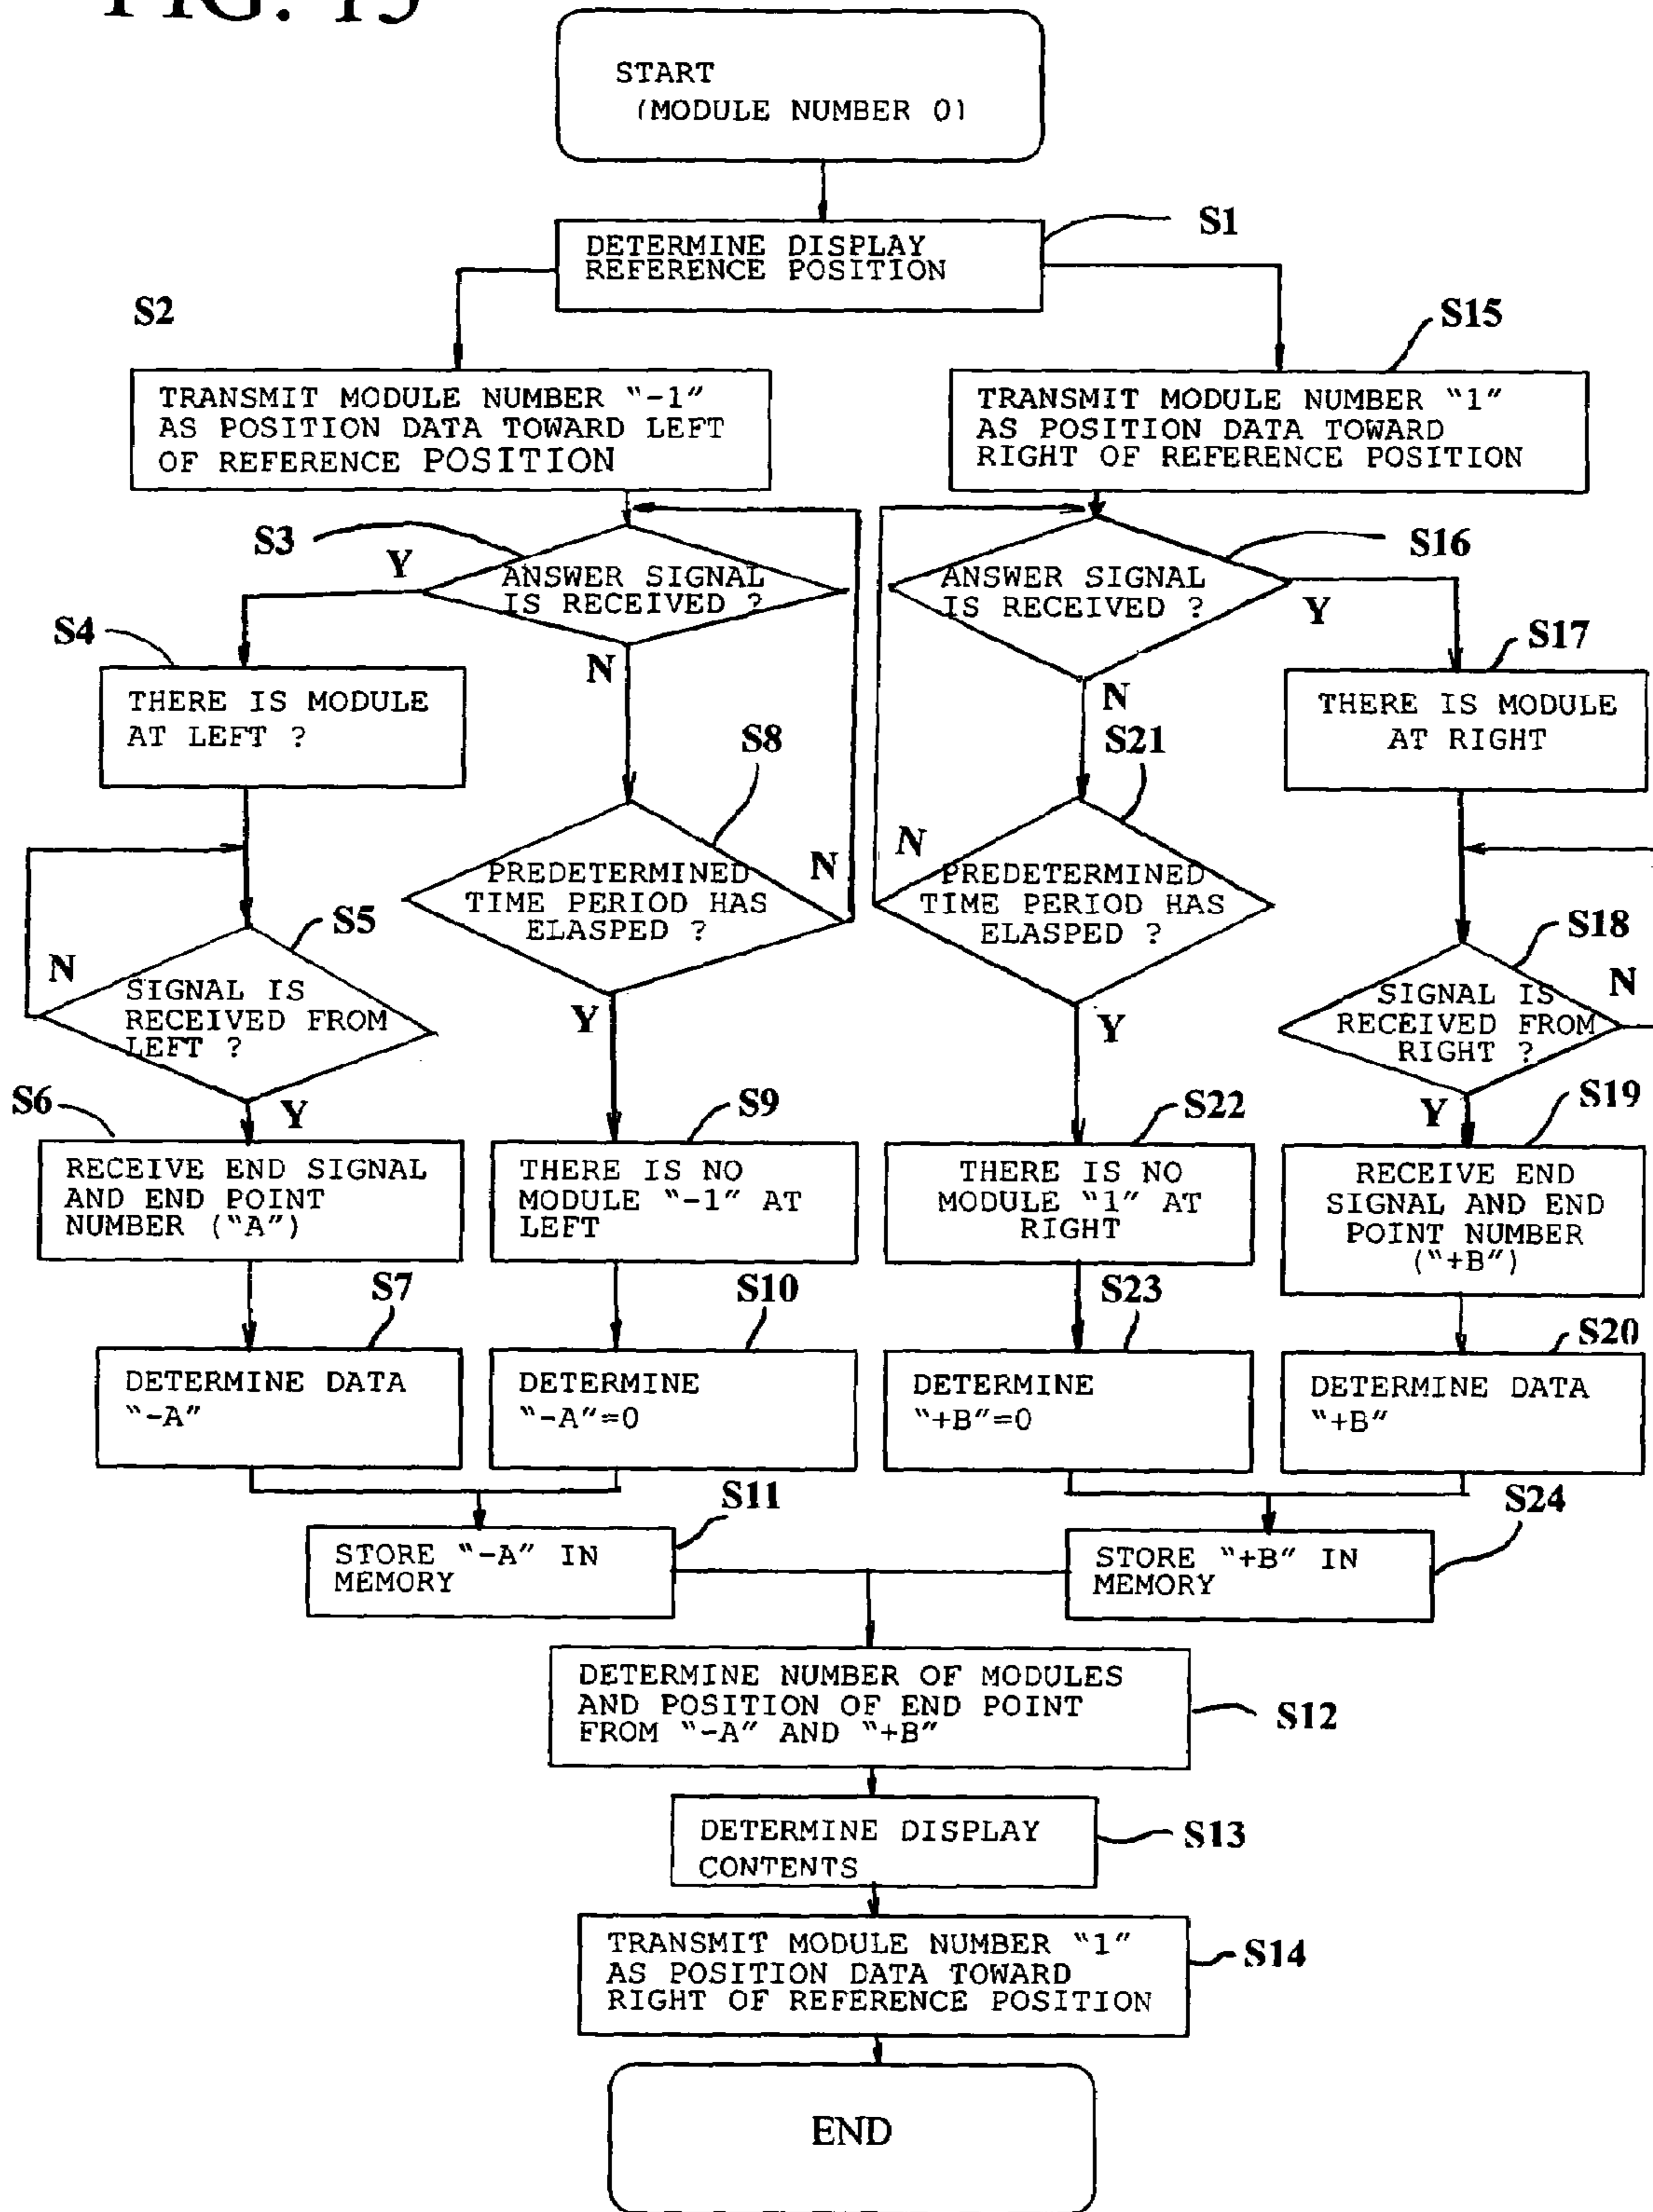 FIG. 15
START
(MODULE NUMBER 0)
S1
DETERMINE DISPLAY
REFERENCE POSITION
S2
S15
TRANSMIT MODULE NUMBER "-1"
AS POSITION DATA TOWARD LEFT
OF REFERENCE POSITION
TRANSMIT MODULE NUMBER "1"
AS POSITION DATA TOWARD
RIGHT OF REFERENCE POSITION
S3
Y
ANSWER SIGNAL
IS RECEIVED ?
N
S16
ANSWER SIGNAL
IS RECEIVED ?
Y
N
S4
THERE IS MODULE
AT LEFT ?
S17
THERE IS MODULE
AT RIGHT
S8
PREDETERMINED
TIME PERIOD HAS
ELASPED ?
N
Y
S21
N
PREDETERMINED
TIME PERIOD HAS
ELASPED ?
Y
S5
N
SIGNAL IS
RECEIVED FROM
LEFT ?
Y
S18
N
SIGNAL IS
RECEIVED FROM
RIGHT ?
Y
S6
RECEIVE END SIGNAL
AND END POINT
NUMBER ("A")
S9
THERE IS NO
MODULE "-1" AT
LEFT
S22
THERE IS NO
MODULE "1" AT
RIGHT
S19
RECEIVE END
SIGNAL AND END
POINT NUMBER
("+B")
S7
DETERMINE DATA
"-A"
S10
DETERMINE
"-A"=0
S23
DETERMINE
"+B"=0
S20
DETERMINE DATA
"+B"
S11
STORE "-A" IN
MEMORY
S24
STORE "+B" IN
MEMORY
DETERMINE NUMBER OF MODULES
AND POSITION OF END POINT
FROM "-A" AND "+B"
S12
DETERMINE DISPLAY
CONTENTS
S13
TRANSMIT MODULE NUMBER "1"
AS POSITION DATA TOWARD
RIGHT OF REFERENCE POSITION
S14
END